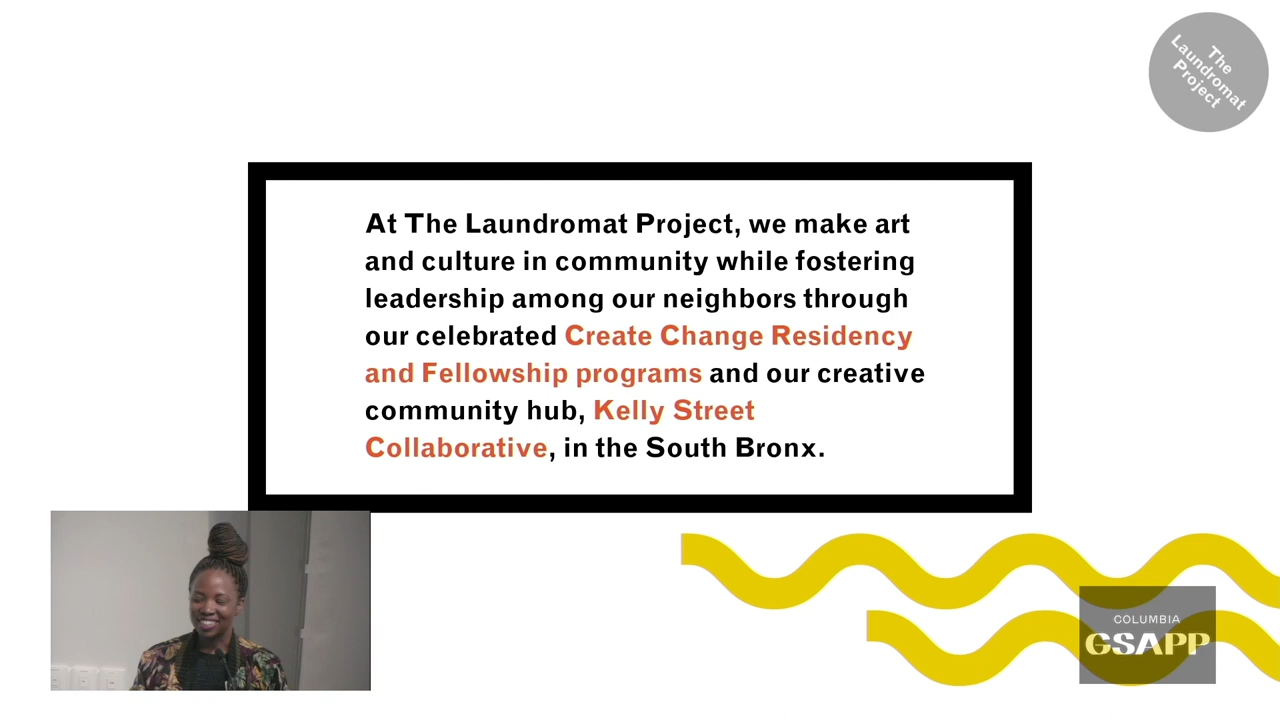 The
Laundromat
Project
At The Laundromat Project, we make art
and culture in community while fostering
leadership among our neighbors through
our celebrated Create Change Residency
and Fellowship programs and our creative
community hub, Kelly Street
Collaborative, in the South Bronx.
COLUMBIA
GSAPP